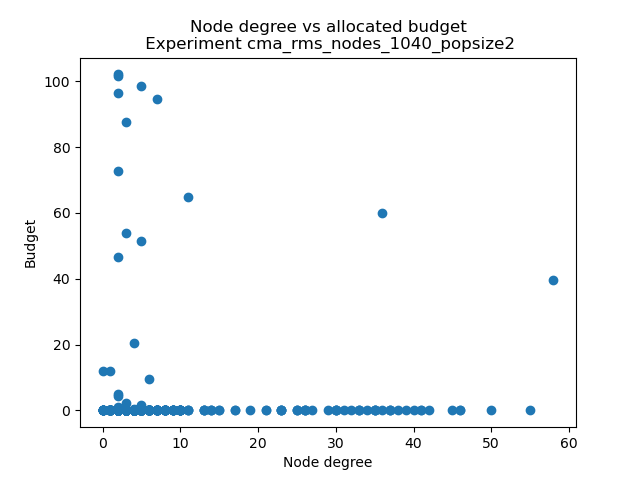 Node degree vs allocated budget
Experiment cma_rms_nodes_1040_popsize2
100
80
60
40
20
0
Budget
0 10 20 30 40 50 60
Node degree